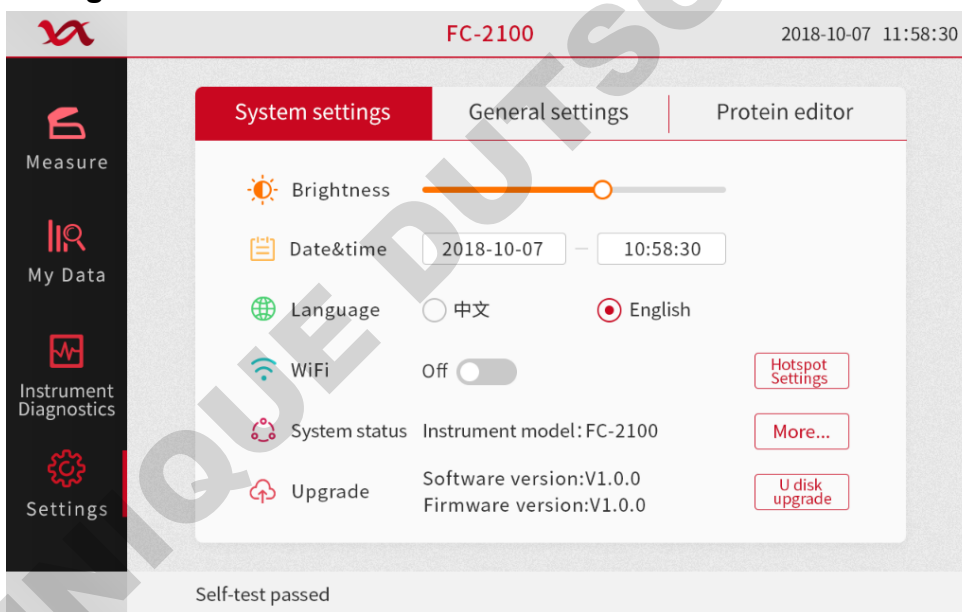 FC-2100
2018-10-07 11:58:30
Measure
My Data
Instrument
Diagnostics
Settings
System settings
General settings
Protein editor
Brightness
Date&time
2018-10-07 – 10:58:30
Language
中文
English
WiFi
Off
Hotspot
Settings
System status
Instrument model:FC-2100
More...
Upgrade
Software version:V1.0.0
Firmware version:V1.0.0
U disk
upgrade
Self-test passed